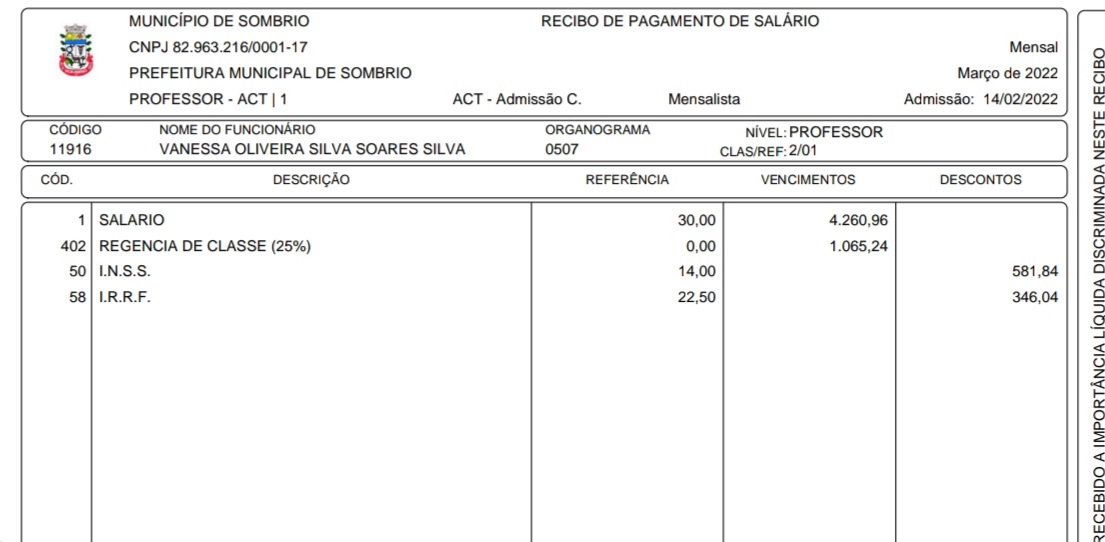 MUNICÍPIO DE SOMBRIO RECIBO DE PAGAMENTO DE SALÁRIO
CNPJ 82.963.216/0001-17 Mensal
PREFEITURA MUNICIPAL DE SOMBRIO Março de 2022
PROFESSOR - ACT | 1 ACT - Admissão C. Mensalista Admissão: 14/02/2022
CÓDIGO NOME DO FUNCIONÁRIO ORGANOGRAMA NÍVEL: PROFESSOR
11916 VANESSA OLIVEIRA SILVA SOARES SILVA 0507 CLAS/REF: 2/01
CÓD. DESCRIÇÃO REFERÊNCIA VENCIMENTOS DESCONTOS
1 SALARIO 30,00 4.260,96
402 REGENCIA DE CLASSE (25%) 0,00 1.065,24
50 I.N.S.S. 14,00 581,84
58 I.R.R.F. 22,50 346,04
RECEBIDO A IMPORTÂNCIA LÍQUIDA DISCRIMINADA NESTE RECIBO